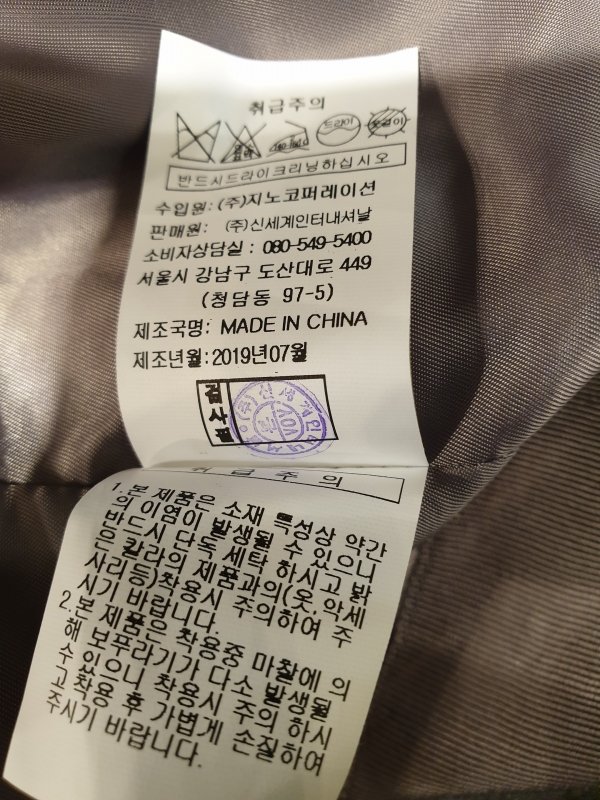 취급주의
드라이
반드시드라이크리닝하십시오
수입원: (주)지노코퍼레이션
판매원: (주)신세계인터내셔날
소비자상담실 : 080-549-5400
서울시 강남구 도산대로 449
(청담동 97-5)
제조국명: MADE IN CHINA
제조년월:2019년07월
검사필
취급주의
1.본 제품은 소재 특성상 약간
의 이염이 발생될 수 있으니
반드시 단독 세탁 하시고 밝
은 칼라의 제품과의(옷,악세
사리등)착용시 주의하여 주
시기 바랍니다.
2.본 제품은 착용중 마찰에 의
해 보푸라기가 다소 발생될
수 있으니 착용시 주의 하시
고 착용 후 가볍게 손질하여
주시기 바랍니다.